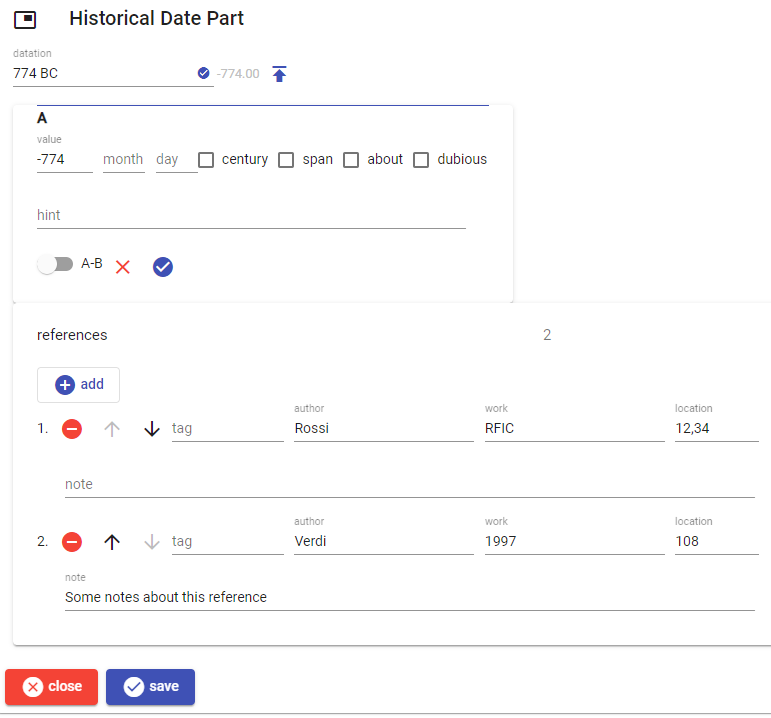 Historical Date Part
datation
774 BC -774.00
A
value
-774 month day century span about dubious
hint
A-B
references 2
add
author work location
1. tag Rossi RFIC 12,34
note
author work location
2. tag Verdi 1997 108
note
Some notes about this reference
close save